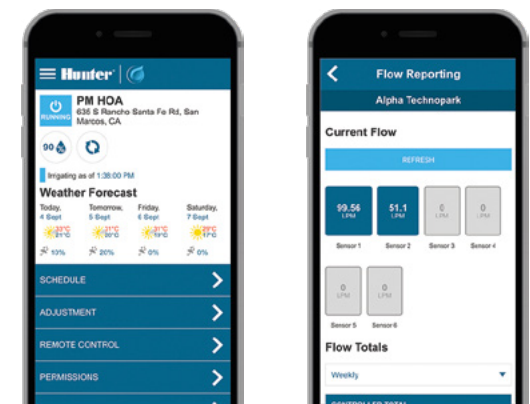 Hunter
PM HOA
RUNNING
635 S Rancho Santa Fe Rd, San
Marcos, CA
90
Irrigating as of 1:38:00 PM
Weather Forecast
Today, Tomorrow, Friday, Saturday,
4 Sept 5 Sept 6 Sept 7 Sept
10% 20% 0% 0%
SCHEDULE
ADJUSTMENT
REMOTE CONTROL
PERMISSIONS
Flow Reporting
Alpha Technopark
Current Flow
REFRESH
99.56 51.1 0 0
LPM LPM LPM LPM
Sensor 1 Sensor 2 Sensor 3 Sensor 4
0 0
LPM LPM
Sensor 5 Sensor 6
Flow Totals
Weekly
CONTROLLER TOTAL